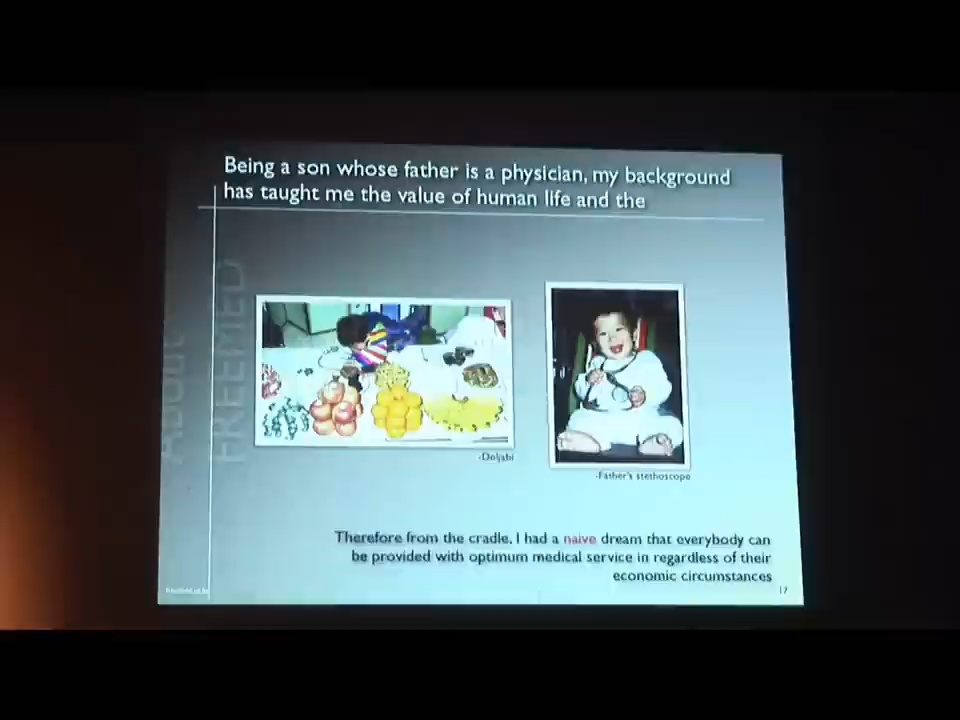 Being a son whose father is a physician, my background
has taught me the value of human life and the
ABOUT
FREEMED
-Doljabi
-Father's stethoscope
Therefore from the cradle, I had a naive dream that everybody can
be provided with optimum medical service in regardless of their
economic circumstances
17